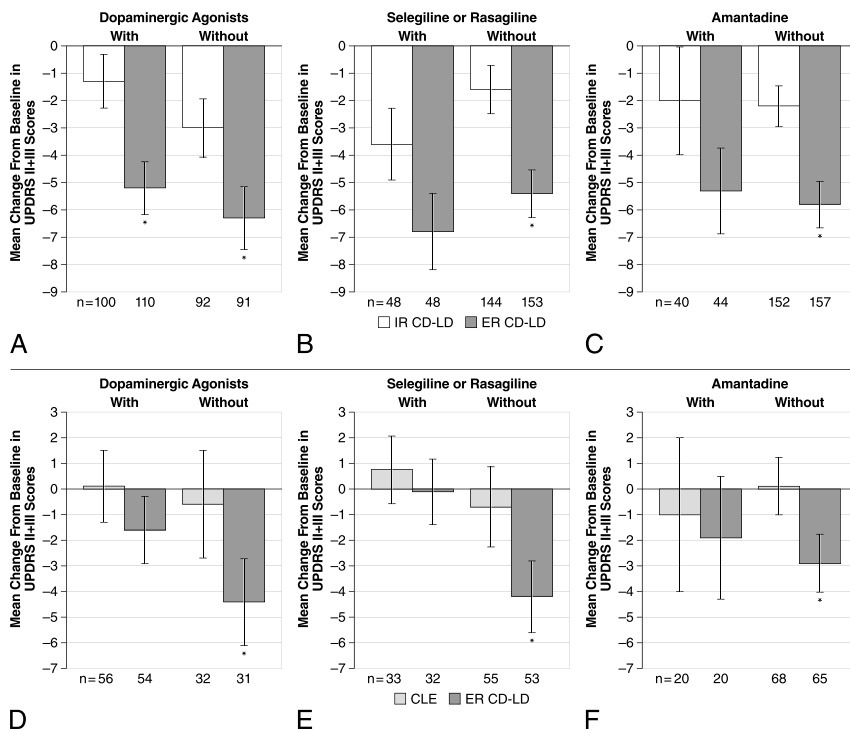 Dopaminergic Agonists
With Without
Mean Change From Baseline in
UPDRS II+III Scores
0
−1
−2
−3
−4
−5
−6
−7
−8
−9
*
*
n=100 110 92 91
A
Selegiline or Rasagiline
With Without
Mean Change From Baseline in
UPDRS II+III Scores
0
−1
−2
−3
−4
−5
−6
−7
−8
−9
*
n=48 48 144 153
IR CD-LD ER CD-LD
B
Amantadine
With Without
Mean Change From Baseline in
UPDRS II+III Scores
0
−1
−2
−3
−4
−5
−6
−7
−8
−9
*
n=40 44 152 157
C
Dopaminergic Agonists
With Without
Mean Change From Baseline in
UPDRS II+III Scores
3
2
1
0
−1
−2
−3
−4
−5
−6
−7
*
n=56 54 32 31
D
Selegiline or Rasagiline
With Without
Mean Change From Baseline in
UPDRS II+III Scores
3
2
1
0
−1
−2
−3
−4
−5
−6
−7
*
n=33 32 55 53
CLE ER CD-LD
E
Amantadine
With Without
Mean Change From Baseline in
UPDRS II+III Scores
3
2
1
0
−1
−2
−3
−4
−5
−6
−7
*
n=20 20 68 65
F